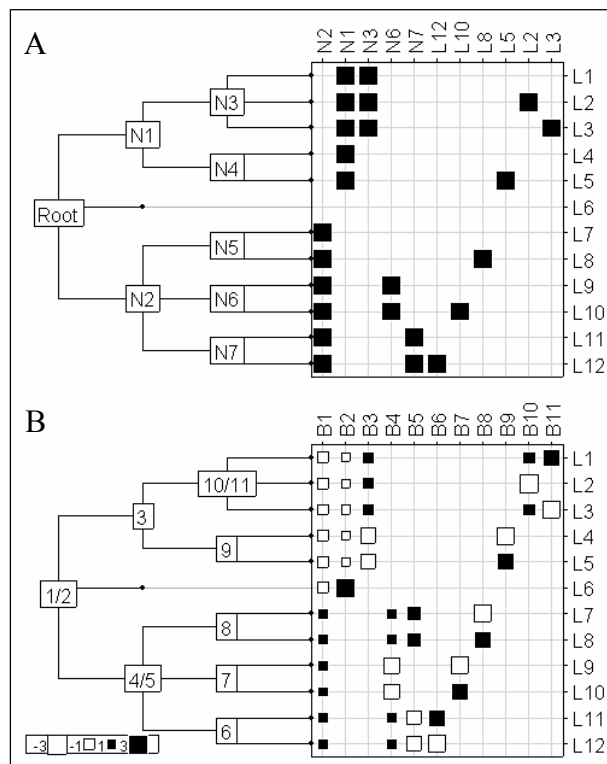 A
N2 N1 N3 N6 N7 L12 L10 L8 L5 L2 L3
L1
N3
L2
N1
L3
L4
N4
L5
Root
L6
L7
N5
L8
L9
N2
N6
L10
L11
N7
L12
B
B1 B2 B3 B4 B5 B6 B7 B8 B9 B10 B11
L1
10/11
L2
3
L3
L4
9
L5
1/2
L6
L7
8
L8
L9
4/5
7
L10
L11
6
L12
-3 -1 1 3